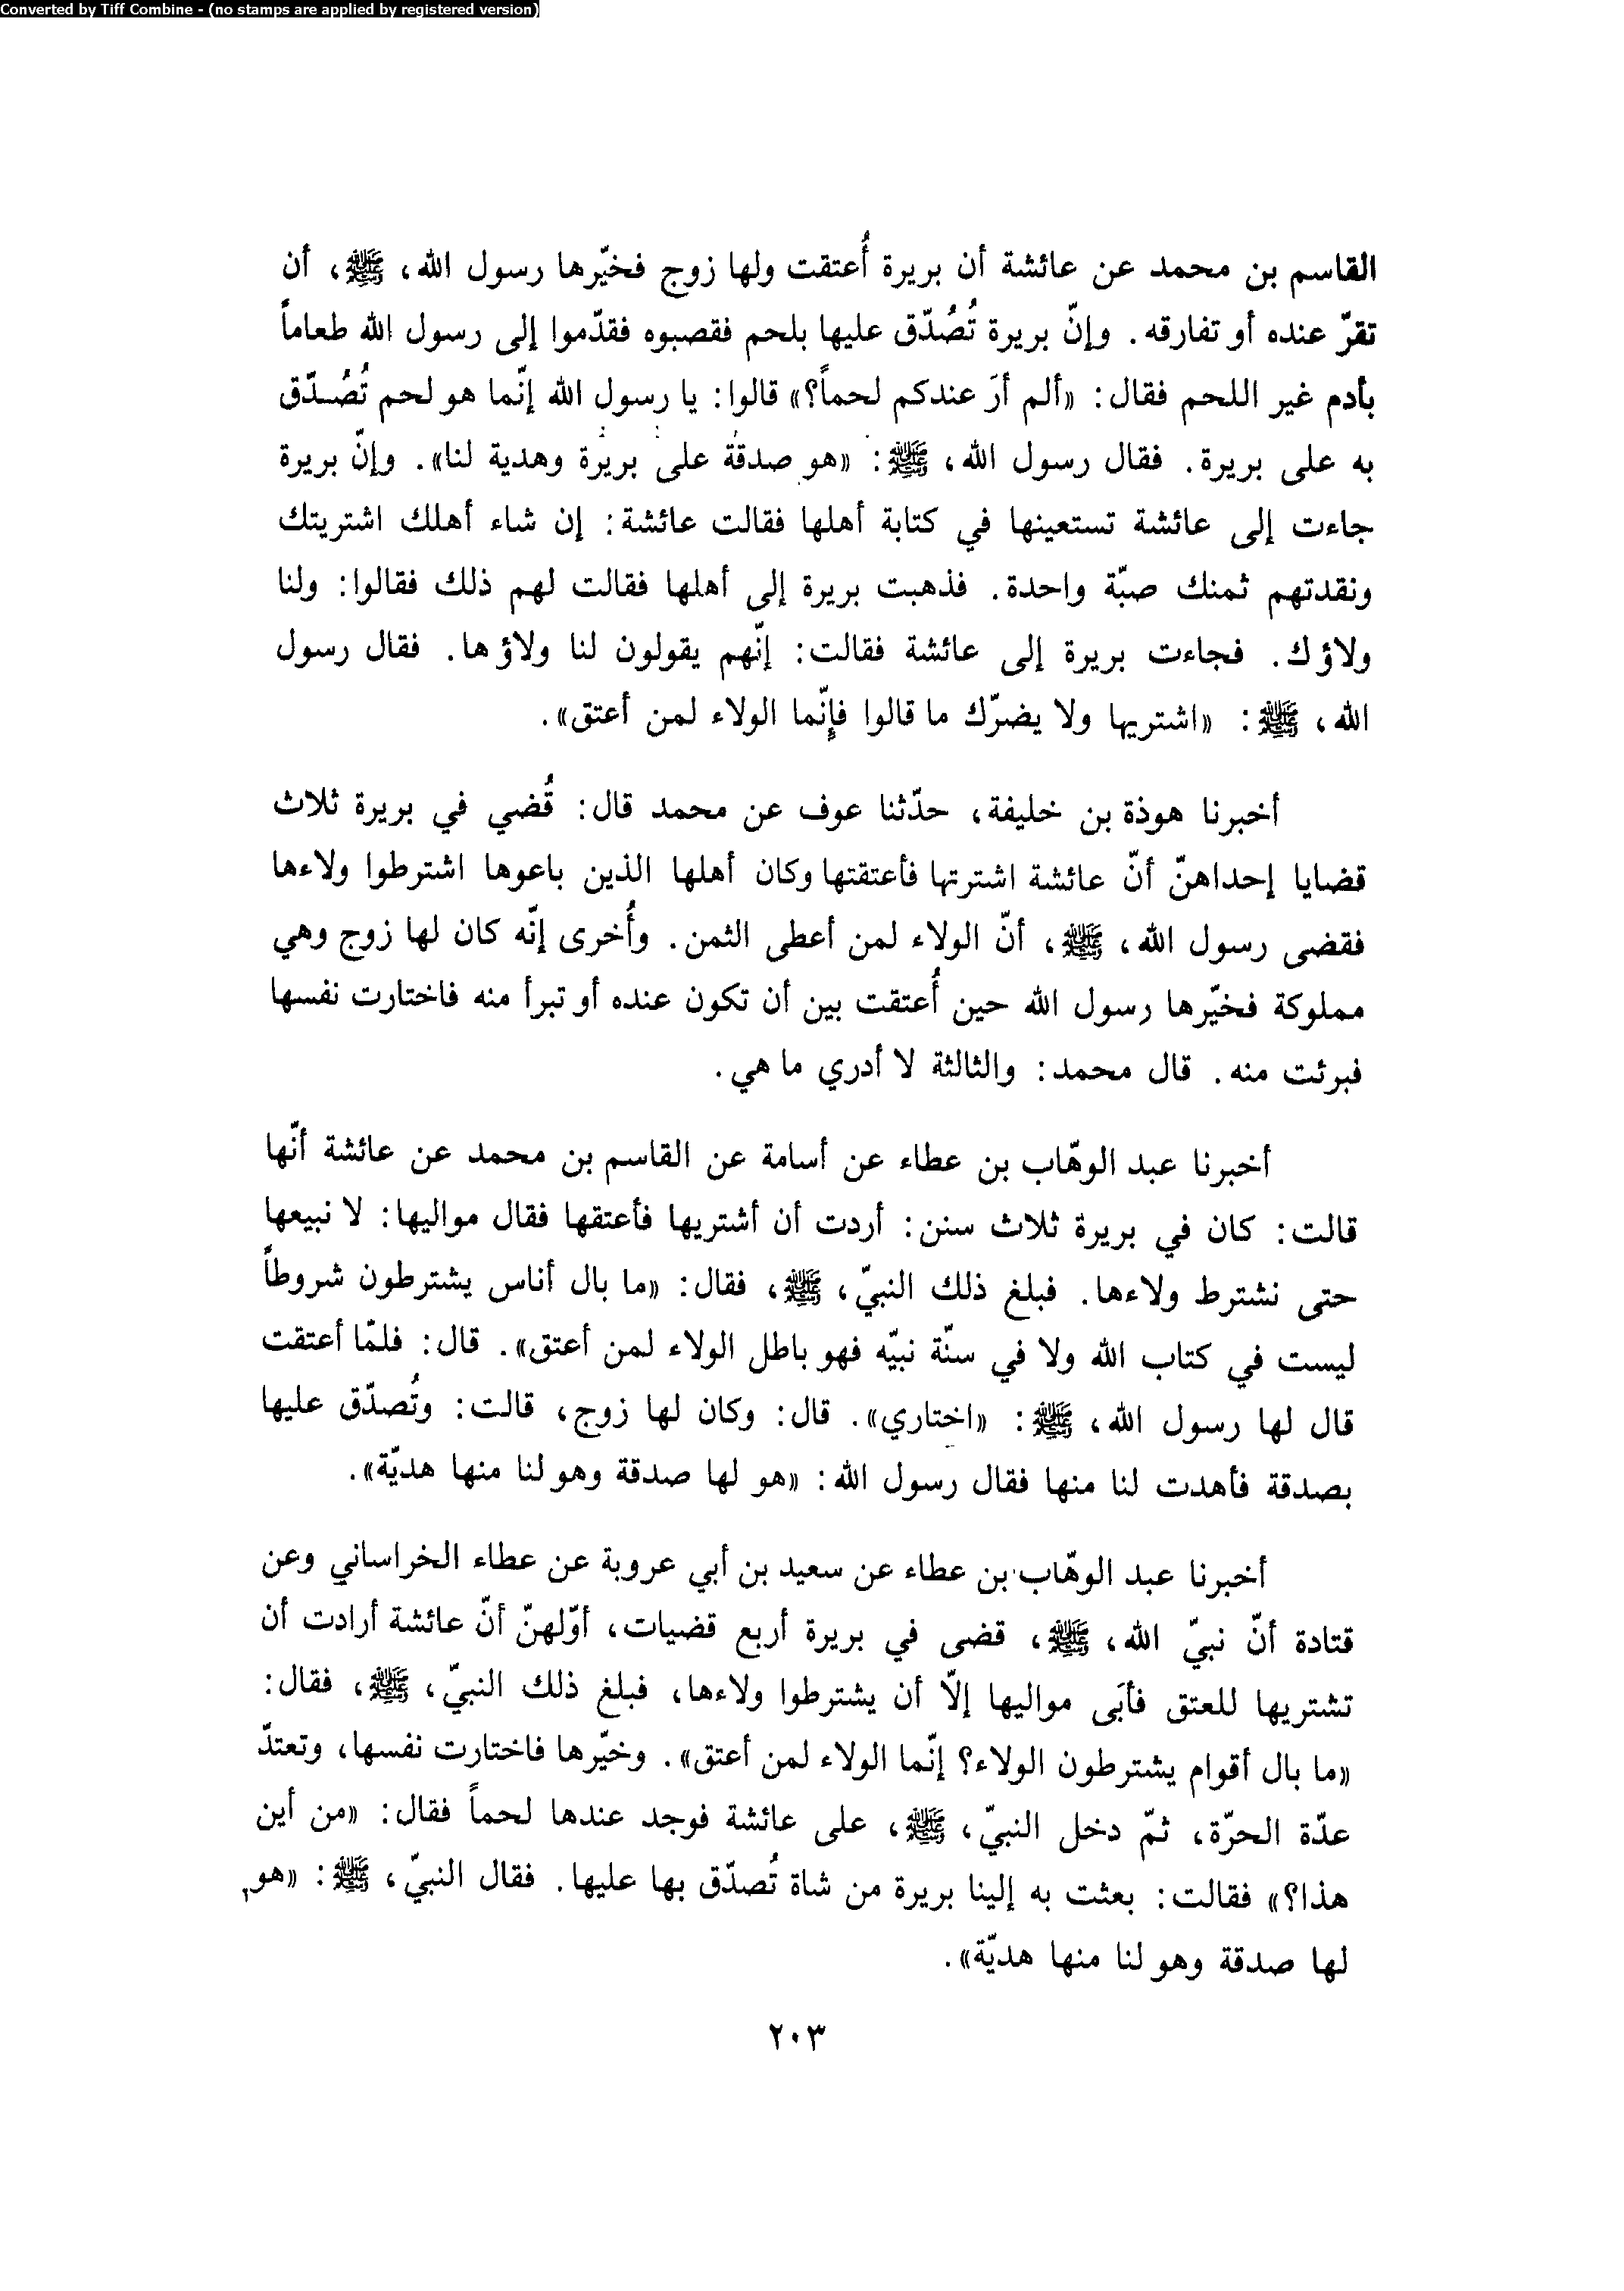 Converted by Tiff Combine - (no stamps are applied by registered version)
القاسم بن محمد عن عائشة أن بريرة أُعتقت ولها زوج فخيّرها رسول الله، ﷺ، أن
تقرّ عنده أو تفارقه. وإنّ بريرة تُصُدّق عليها بلحم فقصبوه فقدّموا إلى رسول الله طعاماً
بأدم غير اللحم فقال: «ألم أرَ عندكم لحماً؟» قالوا: يا رسول الله إنّما هو لحم تُصُدّق
به على بريرة. فقال رسول الله، ﷺ: «هو صدقة على بريرة وهدية لنا». وإنّ بريرة
جاءت إلى عائشة تستعينها في كتابة أهلها فقالت عائشة: إن شاء أهلك اشتريتك
ونقدتهم ثمنك صبّة واحدة. فذهبت بريرة إلى أهلها فقالت لهم ذلك فقالوا: ولنا
ولاؤك. فجاءت بريرة إلى عائشة فقالت: إنّهم يقولون لنا ولاؤها. فقال رسول
الله، ﷺ: «اشتريها ولا يضرّك ما قالوا فإنّما الولاء لمن أعتق».
أخبرنا هوذة بن خليفة، حدّثنا عوف عن محمد قال: قُضي في بريرة ثلاث
قضايا إحداهنّ أنّ عائشة اشترتها فأعتقتها وكان أهلها الذين باعوها اشترطوا ولاءها
فقضى رسول الله، ﷺ، أنّ الولاء لمن أعطى الثمن. وأُخرى إنّه كان لها زوج وهي
مملوكة فخيّرها رسول الله حين أُعتقت بين أن تكون عنده أو تبرأ منه فاختارت نفسها
فبرئت منه. قال محمد: والثالثة لا أدري ما هي.
أخبرنا عبد الوهّاب بن عطاء عن أسامة عن القاسم بن محمد عن عائشة أنّها
قالت: كان في بريرة ثلاث سنن: أردت أن أشتريها فأعتقها فقال مواليها: لا نبيعها
حتى نشترط ولاءها. فبلغ ذلك النبيّ، ﷺ، فقال: «ما بال أناس يشترطون شروطاً
ليست في كتاب الله ولا في سنّة نبيّه فهو باطل الولاء لمن أعتق». قال: فلمّا أعتقت
قال لها رسول الله، ﷺ: «اختاري». قال: وكان لها زوج، قالت: وتُصدّق عليها
بصدقة فأهدت لنا منها فقال رسول الله: «هو لها صدقة وهو لنا منها هديّة».
أخبرنا عبد الوهّاب بن عطاء عن سعيد بن أبي عروبة عن عطاء الخراساني وعن
قتادة أنّ نبيّ الله، ﷺ، قضى في بريرة أربع قضيات، أوّلهنّ أنّ عائشة أرادت أن
تشتريها للعتق فأبَى مواليها إلّا أن يشترطوا ولاءها، فبلغ ذلك النبيّ، ﷺ، فقال:
«ما بال أقوام يشترطون الولاء؟ إنّما الولاء لمن أعتق». وخيّرها فاختارت نفسها، وتعتدّ
عدّة الحرّة، ثمّ دخل النبيّ، ﷺ، على عائشة فوجد عندها لحماً فقال: «من أين
هذا؟» فقالت: بعثت به إلينا بريرة من شاة تُصدّق بها عليها. فقال النبيّ، ﷺ: «هو
لها صدقة وهو لنا منها هديّة».
٢٠٣